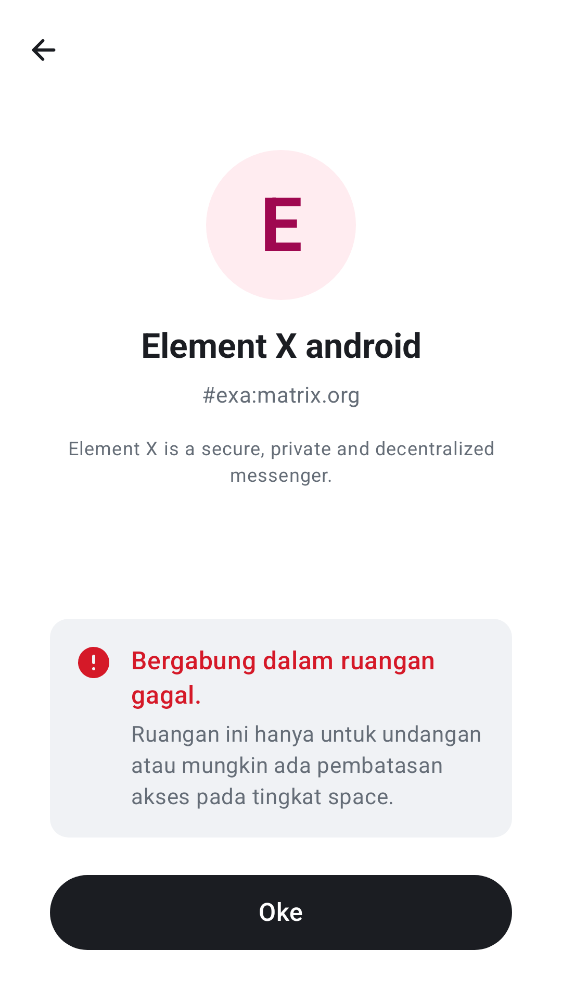 E
Element X android
#exa:matrix.org
Element X is a secure, private and decentralized
messenger.
Bergabung dalam ruangan
gagal.
Ruangan ini hanya untuk undangan
atau mungkin ada pembatasan
akses pada tingkat space.
Oke